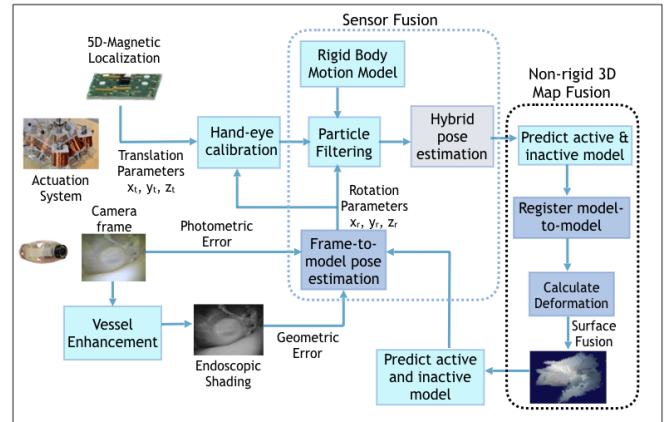 Sensor Fusion
5D-Magnetic
Localization
Rigid Body
Motion Model
Non-rigid 3D
Map Fusion
Hand-eye
calibration
Particle
Filtering
Hybrid
pose
estimation
Predict active &
inactive model
Actuation
System
Translation
Parameters
xt, yt, zt
Rotation
Parameters
xr, yr, zr
Register model-
to-model
Camera
frame
Photometric
Error
Frame-to-
model pose
estimation
Calculate
Deformation
Surface
Fusion
Vessel
Enhancement
Endoscopic
Shading
Geometric
Error
Predict active
and inactive
model